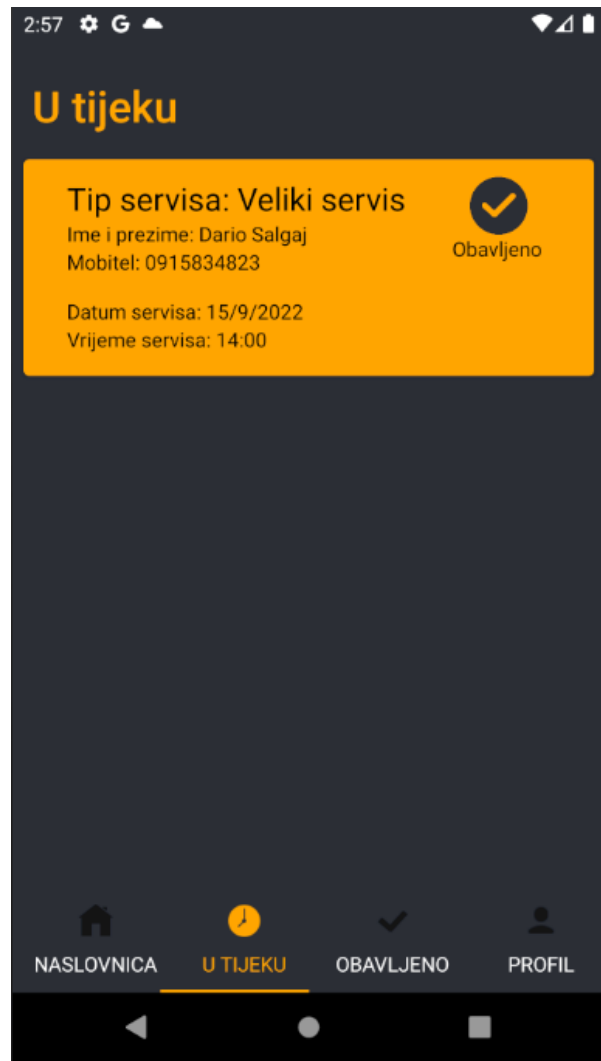 2:57 G
U tijeku
Tip servisa: Veliki servis
Ime i prezime: Dario Salgaj
Mobitel: 0915834823
Obavljeno
Datum servisa: 15/9/2022
Vrijeme servisa: 14:00
NASLOVNICA U TIJEKU OBAVLJENO PROFIL